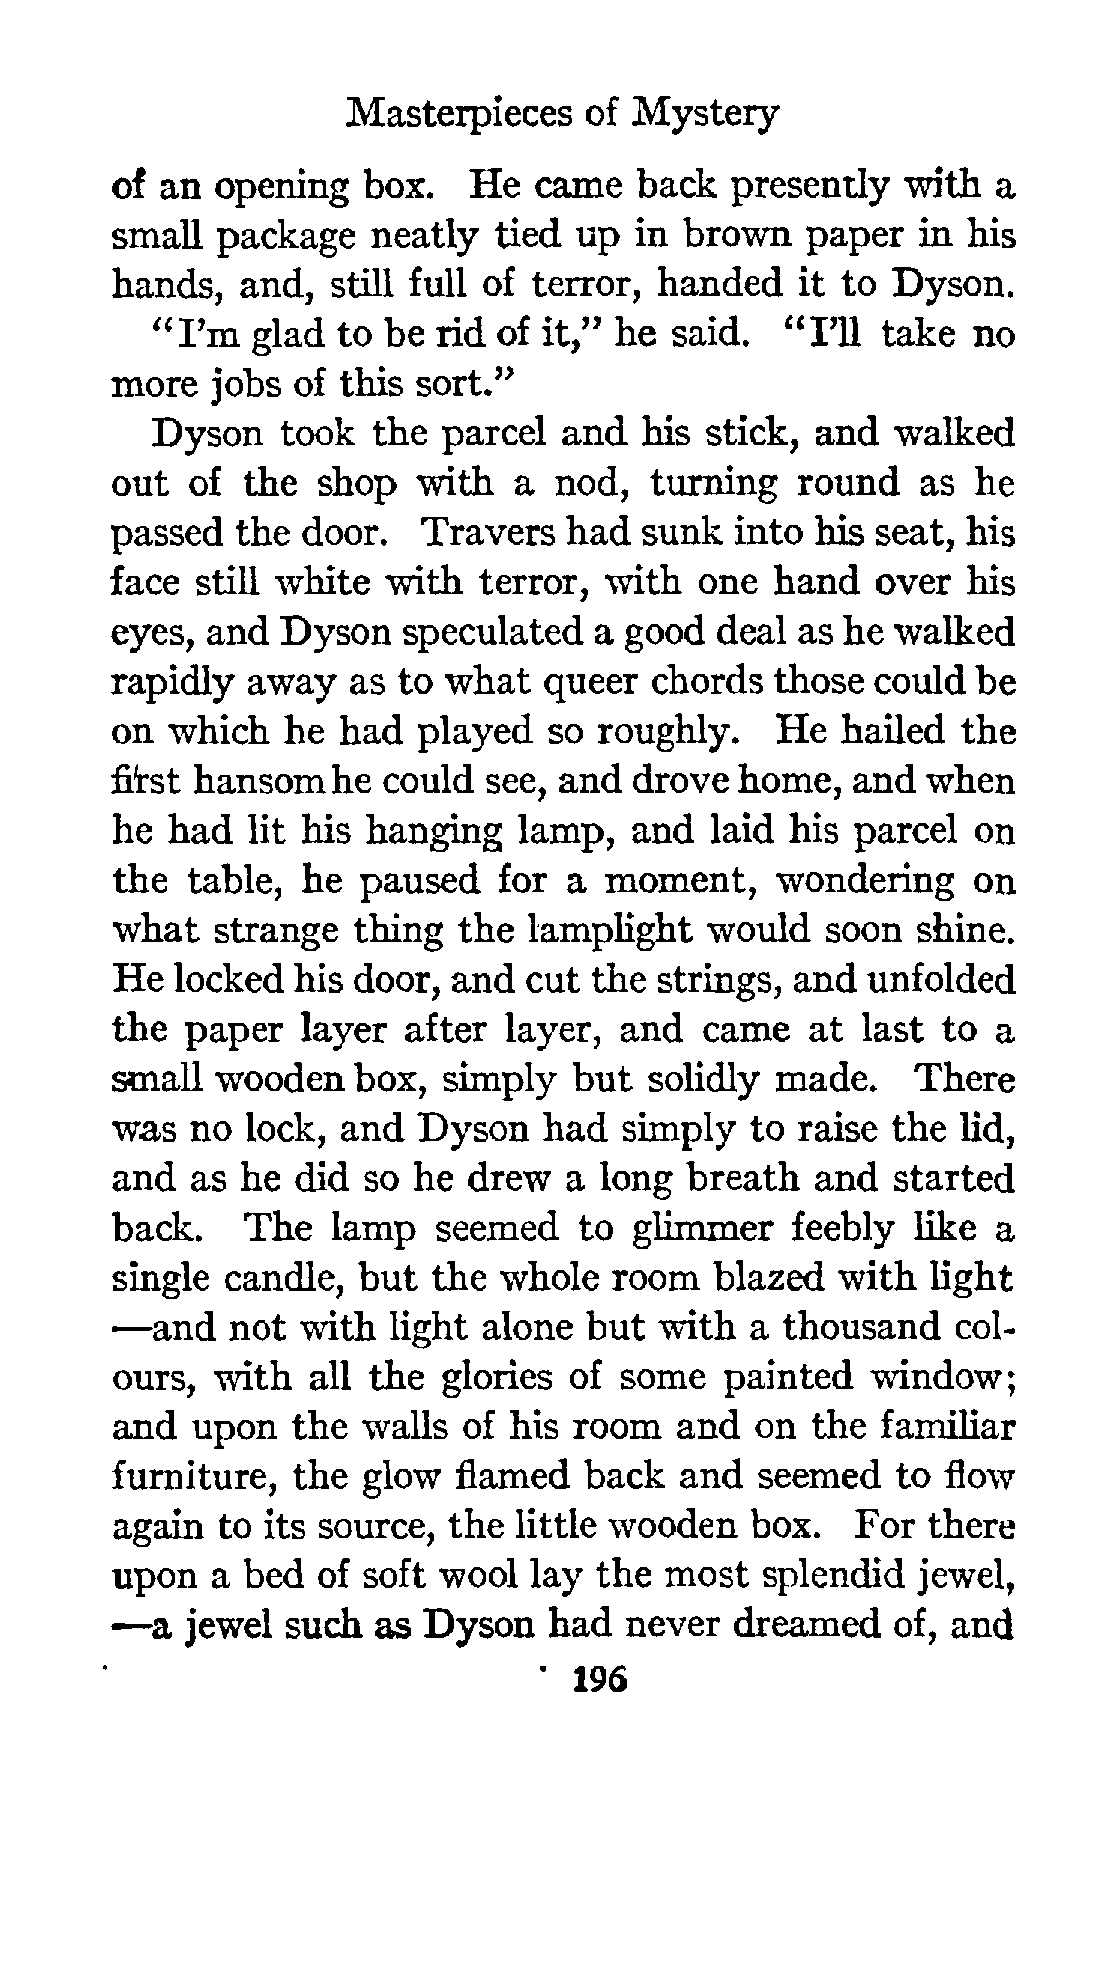 Masterpieces of Mystery
of an opening box. He came back presently with a
small package neatly tied up in brown paper in his
hands, and, still full of terror, handed it to Dyson.
“I’m glad to be rid of it,” he said. “I’ll take no
more jobs of this sort.”
Dyson took the parcel and his stick, and walked
out of the shop with a nod, turning round as he
passed the door. Travers had sunk into his seat, his
face still white with terror, with one hand over his
eyes, and Dyson speculated a good deal as he walked
rapidly away as to what queer chords those could be
on which he had played so roughly. He hailed the
first hansom he could see, and drove home, and when
he had lit his hanging lamp, and laid his parcel on
the table, he paused for a moment, wondering on
what strange thing the lamplight would soon shine.
He locked his door, and cut the strings, and unfolded
the paper layer after layer, and came at last to a
small wooden box, simply but solidly made. There
was no lock, and Dyson had simply to raise the lid,
and as he did so he drew a long breath and started
back. The lamp seemed to glimmer feebly like a
single candle, but the whole room blazed with light
—and not with light alone but with a thousand col-
ours, with all the glories of some painted window;
and upon the walls of his room and on the familiar
furniture, the glow flamed back and seemed to flow
again to its source, the little wooden box. For there
upon a bed of soft wool lay the most splendid jewel,
—a jewel such as Dyson had never dreamed of, and
196